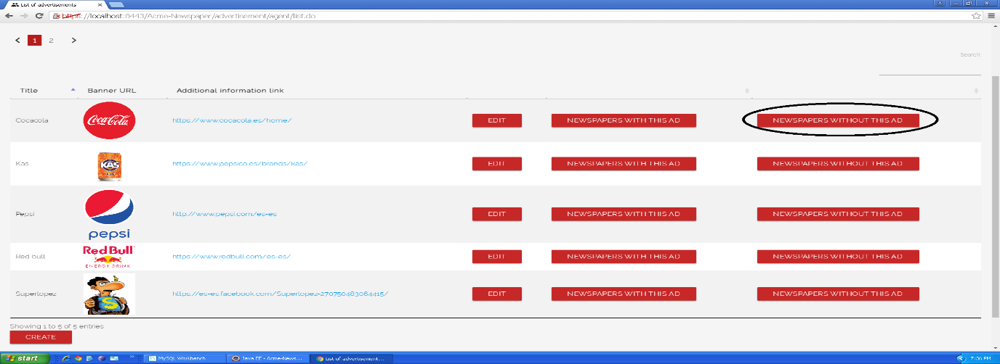 List of advertisements
https://localhost:8443/Acme-Newspaper/advertisement/agent/list.do
1 2
Search:
Title Banner URL Additional information link
Cocacola Coca-Cola https://www.cocacola.es/home/ EDIT NEWSPAPERS WITH THIS AD NEWSPAPERS WITHOUT THIS AD
Kas KAS https://www.pepsico.es/brands/kas/ EDIT NEWSPAPERS WITH THIS AD NEWSPAPERS WITHOUT THIS AD
Pepsi pepsi http://www.pepsi.com/es-es EDIT NEWSPAPERS WITH THIS AD NEWSPAPERS WITHOUT THIS AD
Red bull Red Bull ENERGY DRINK https://www.redbull.com/es-es/ EDIT NEWSPAPERS WITH THIS AD NEWSPAPERS WITHOUT THIS AD
Superlopez S https://es-es.facebook.com/Superlopez-270750483064415/ EDIT NEWSPAPERS WITH THIS AD NEWSPAPERS WITHOUT THIS AD
Showing 1 to 5 of 5 entries
CREATE
start MySQL Workbench Java EE - Acme-News... List of advertisement... 7:36 PM